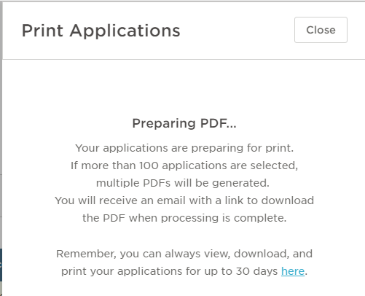 Print Applications
Close
Preparing PDF...
Your applications are preparing for print.
If more than 100 applications are selected,
multiple PDFs will be generated.
You will receive an email with a link to download
the PDF when processing is complete.
Remember, you can always view, download, and
print your applications for up to 30 days here.